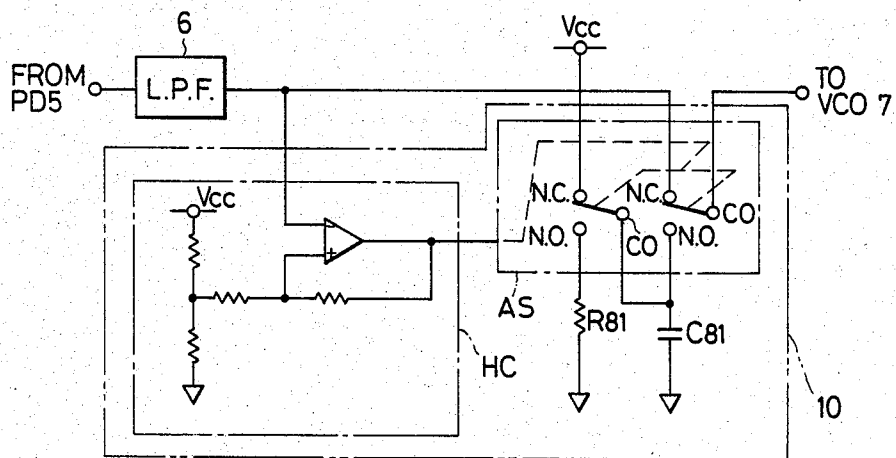 6
Vcc
FROM
PD5
L.P.F.
TO
VCO 7
Vcc
N.C.
N.C.
CO
N.O.
CO
N.O.
AS
R81
C81
HC
10